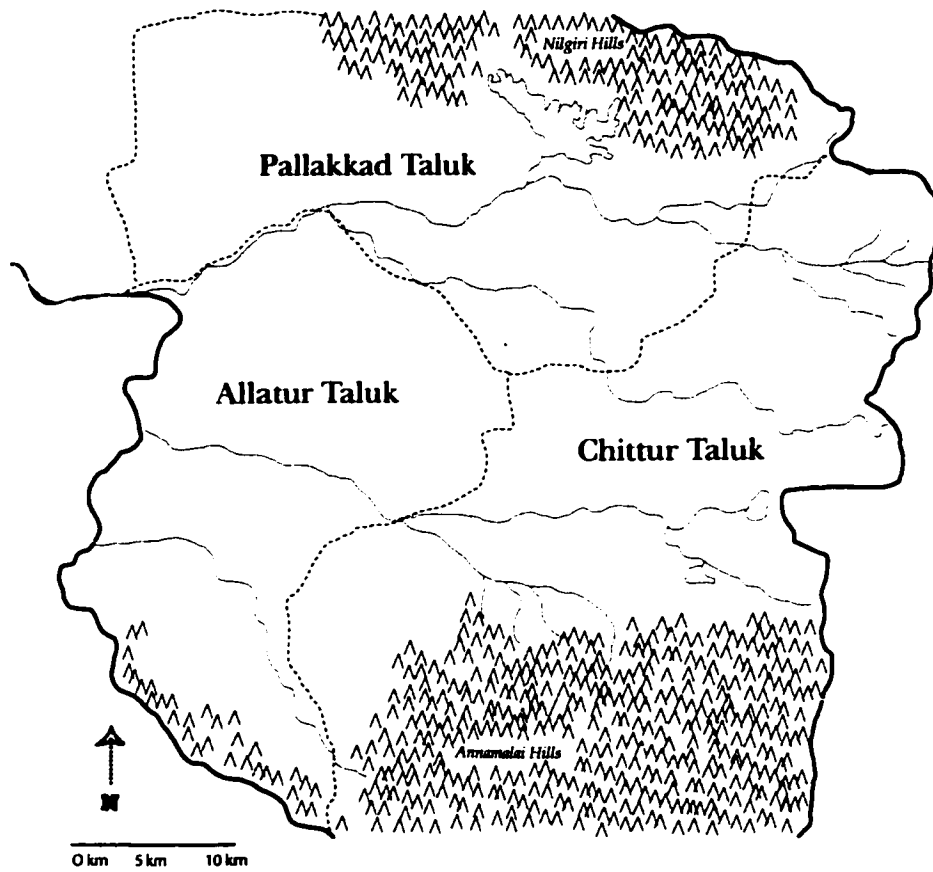 Nilgiri Hills
Pallakkad Taluk
Allatur Taluk
Chittur Taluk
Annamalai Hills
N
0 km 5 km 10 km